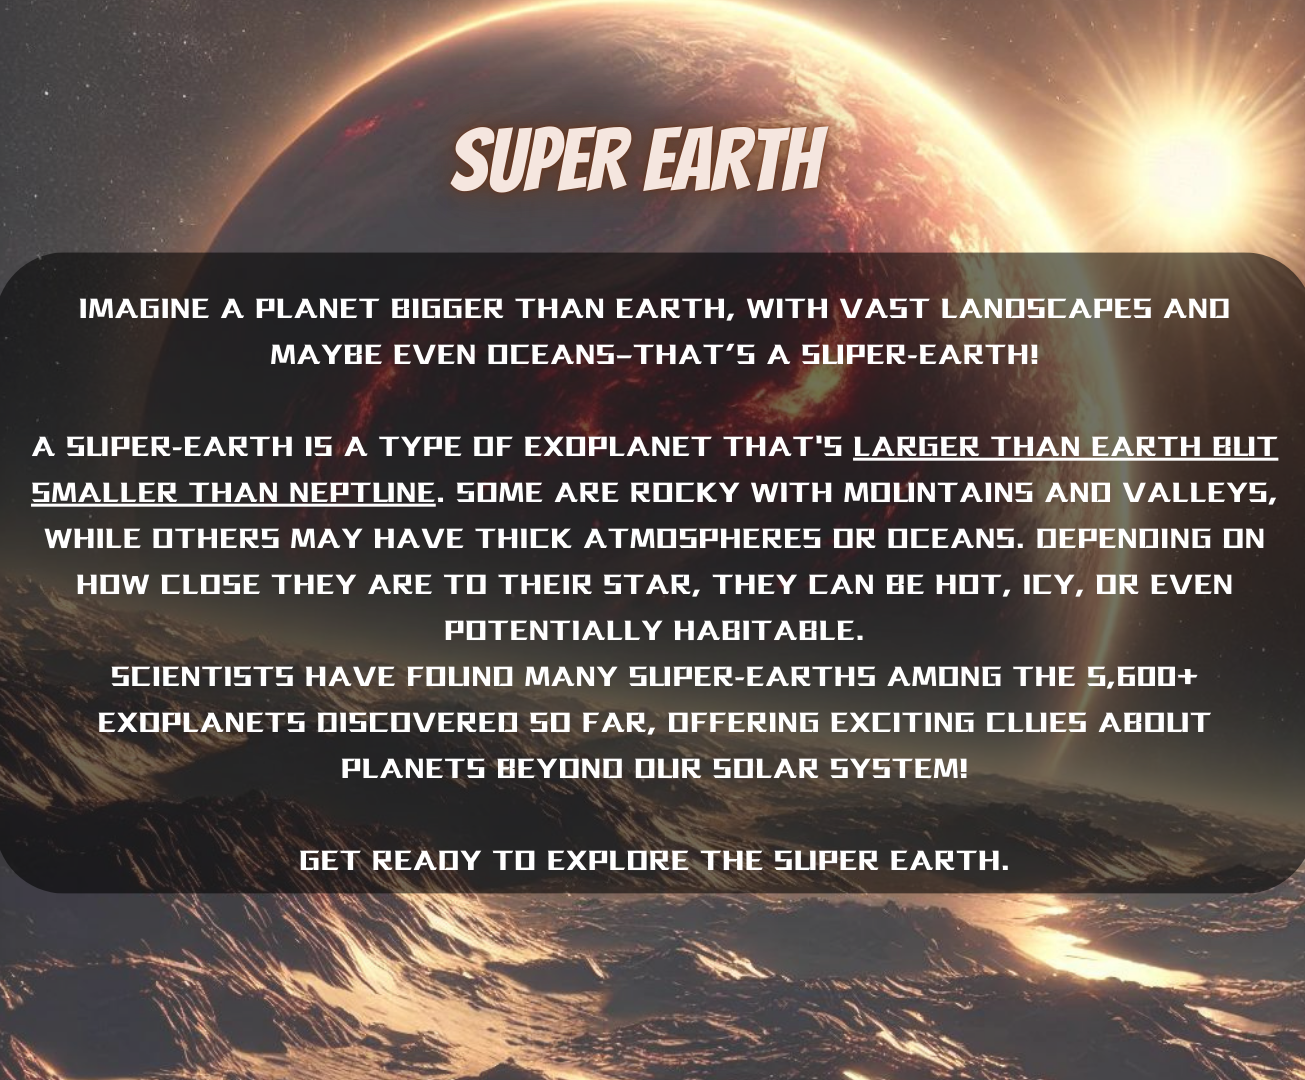 SUPER EARTH
IMAGINE A PLANET BIGGER THAN EARTH, WITH VAST LANDSCAPES AND
MAYBE EVEN OCEANS–THAT'S A SUPER-EARTH!
A SUPER-EARTH IS A TYPE OF EXOPLANET THAT'S LARGER THAN EARTH BUT
SMALLER THAN NEPTUNE. SOME ARE ROCKY WITH MOUNTAINS AND VALLEYS,
WHILE OTHERS MAY HAVE THICK ATMOSPHERES OR OCEANS. DEPENDING ON
HOW CLOSE THEY ARE TO THEIR STAR, THEY CAN BE HOT, ICY, OR EVEN
POTENTIALLY HABITABLE.
SCIENTISTS HAVE FOUND MANY SUPER-EARTHS AMONG THE 5,600+
EXOPLANETS DISCOVERED SO FAR, OFFERING EXCITING CLUES ABOUT
PLANETS BEYOND OUR SOLAR SYSTEM!
GET READY TO EXPLORE THE SUPER EARTH.